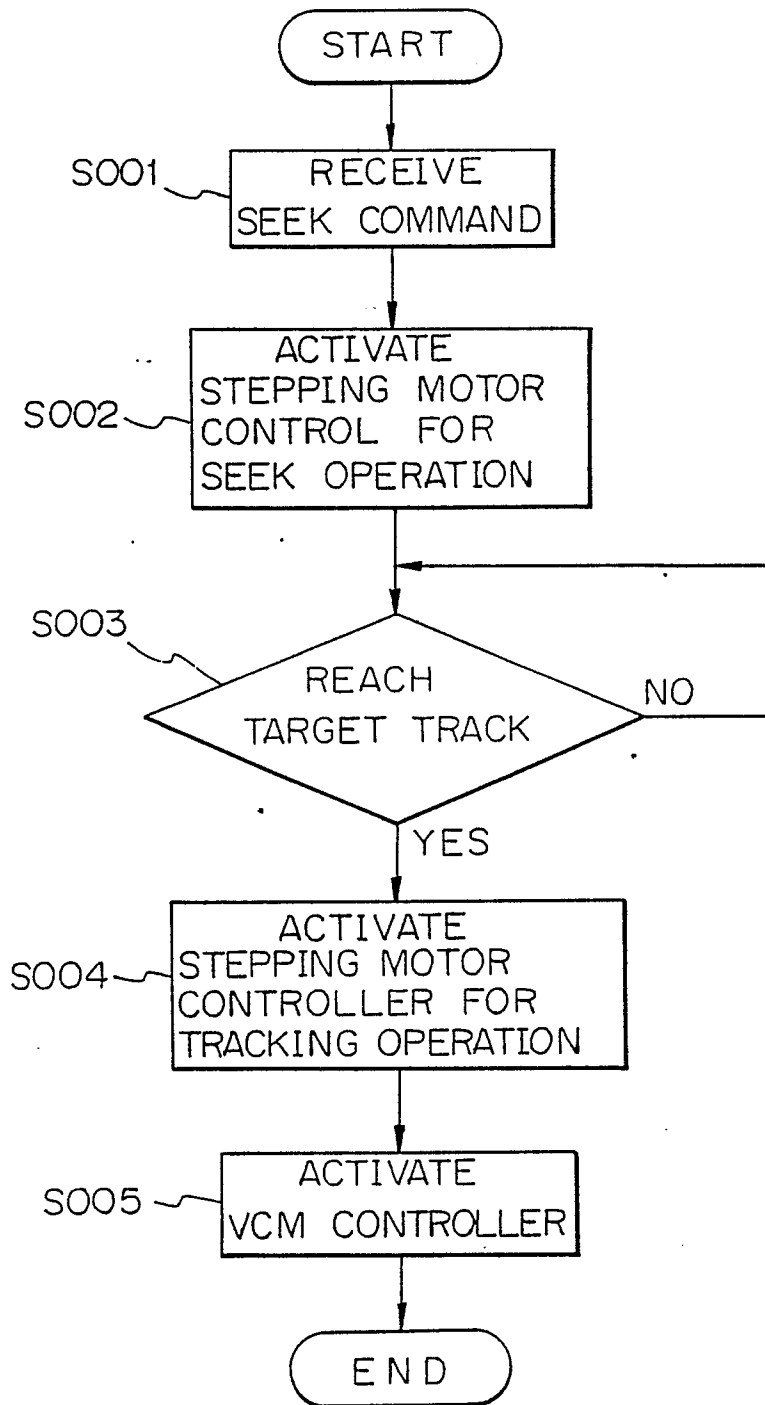 START
S001
RECEIVE
SEEK COMMAND
S002
ACTIVATE
STEPPING MOTOR
CONTROL FOR
SEEK OPERATION
S003
REACH
TARGET TRACK
NO
YES
S004
ACTIVATE
STEPPING MOTOR
CONTROLLER FOR
TRACKING OPERATION
S005
ACTIVATE
VCM CONTROLLER
END